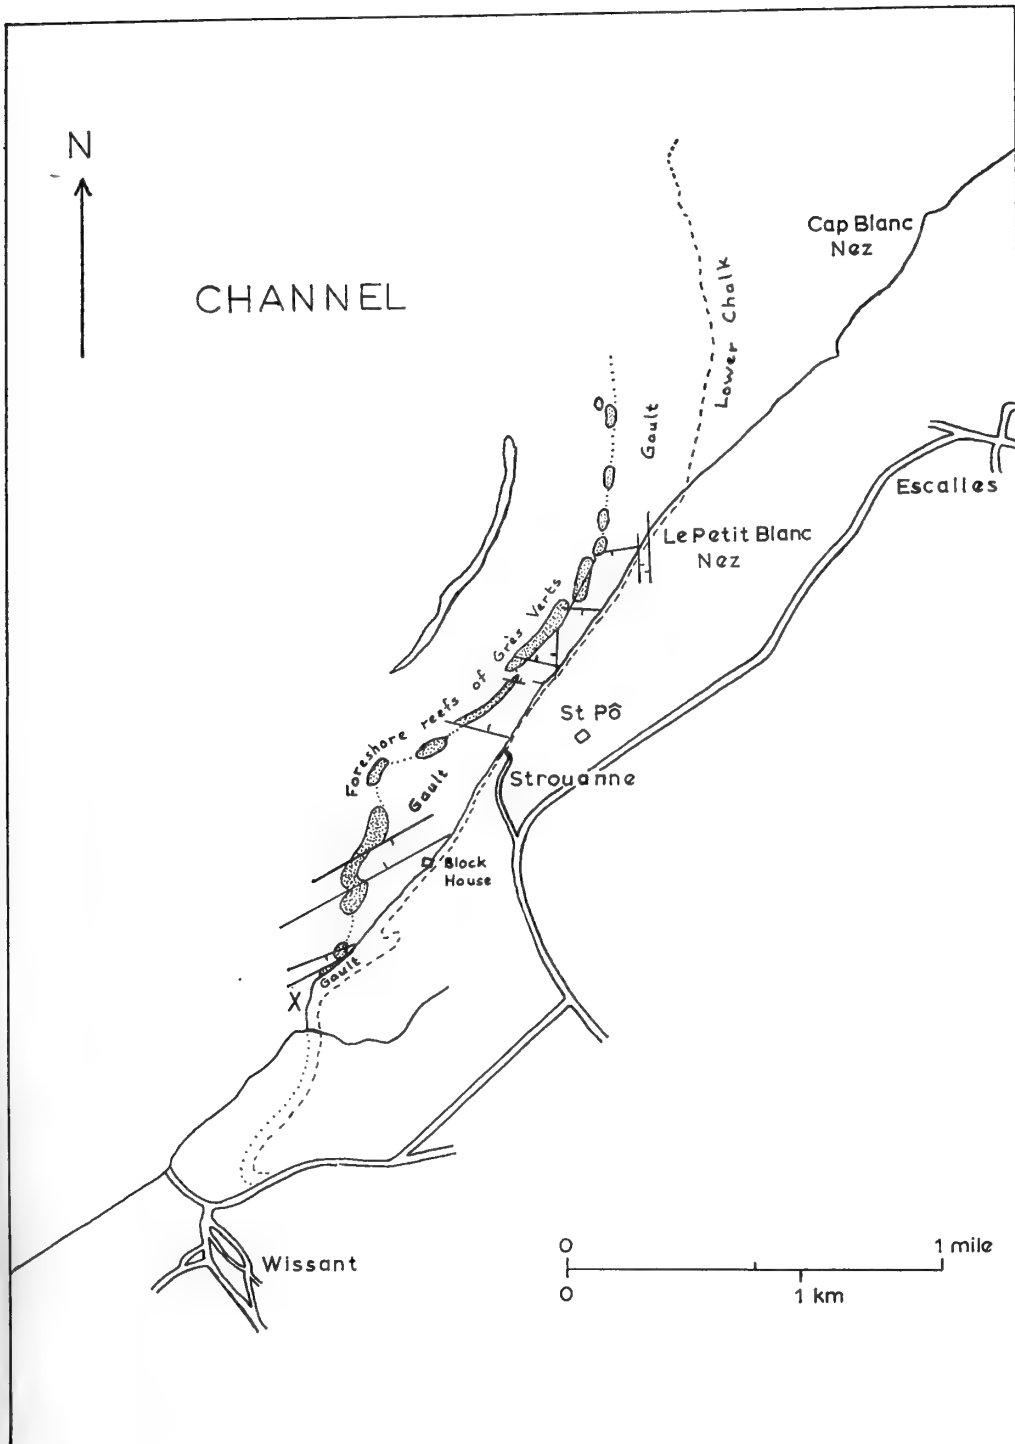 N
Cap Blanc
Nez
CHANNEL
Lower Chalk
Gault
Escalles
Le Petit Blanc
Nez
Foreshore reefs of Grès Verts
St Pô
Strouanne
Gault
Block
House
Gault
X
0 1 mile
0 1 km
Wissant